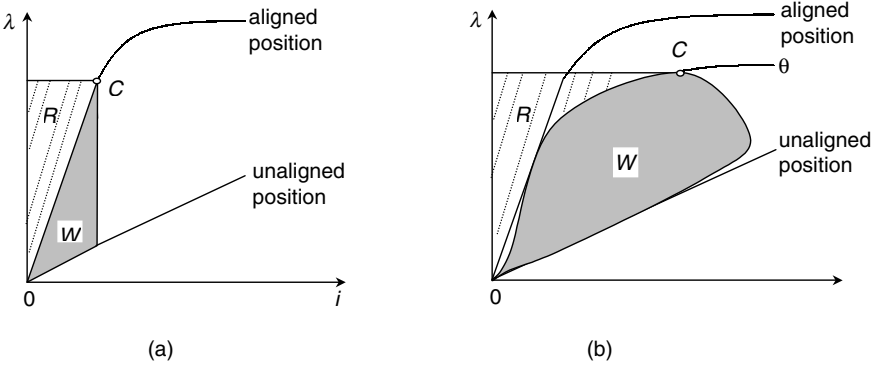 λ
aligned
position
C
R
unaligned
position
W
0
i
(a)
λ
aligned
position
C
θ
R
unaligned
position
W
0
(b)